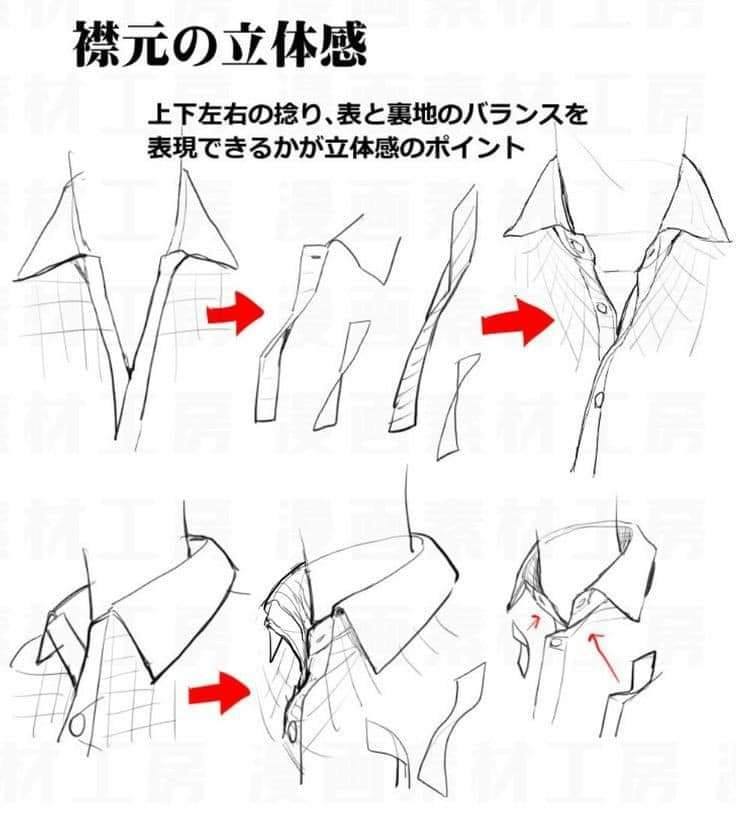 襟元の立体感
上下左右の捻り、表と裏地のバランスを
表現できるかが立体感のポイント
漫画素材工房